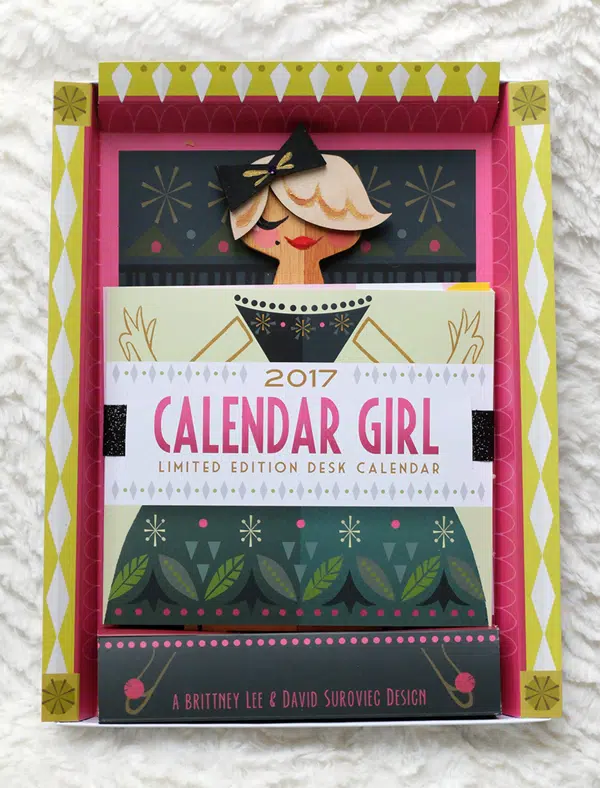 2017
CALENDAR GIRL
LIMITED EDITION DESK CALENDAR
A BRITTNEY LEE & DAVID SUROVIEC DESIGN